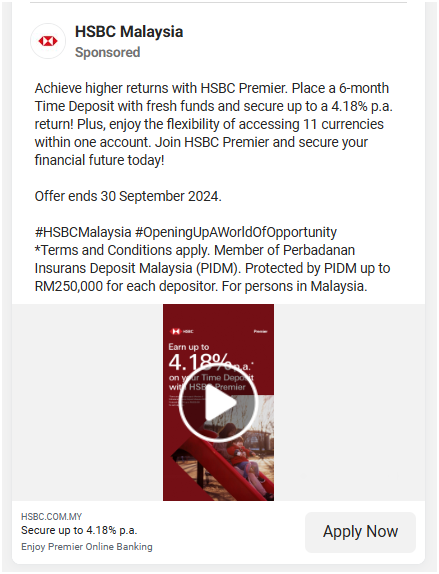 HSBC Malaysia
Sponsored
Achieve higher returns with HSBC Premier. Place a 6-month
Time Deposit with fresh funds and secure up to a 4.18% p.a.
return! Plus, enjoy the flexibility of accessing 11 currencies
within one account. Join HSBC Premier and secure your
financial future today!
Offer ends 30 September 2024.
#HSBCMalaysia #OpeningUpAWorldOfOpportunity
*Terms and Conditions apply. Member of Perbadanan
Insurans Deposit Malaysia (PIDM). Protected by PIDM up to
RM250,000 for each depositor. For persons in Malaysia.
HSBC Premier
Earn up to
4.18% p.a.*
on your Time Deposit
with HSBC Premier
HSBC.COM.MY
Secure up to 4.18% p.a.
Enjoy Premier Online Banking
Apply Now